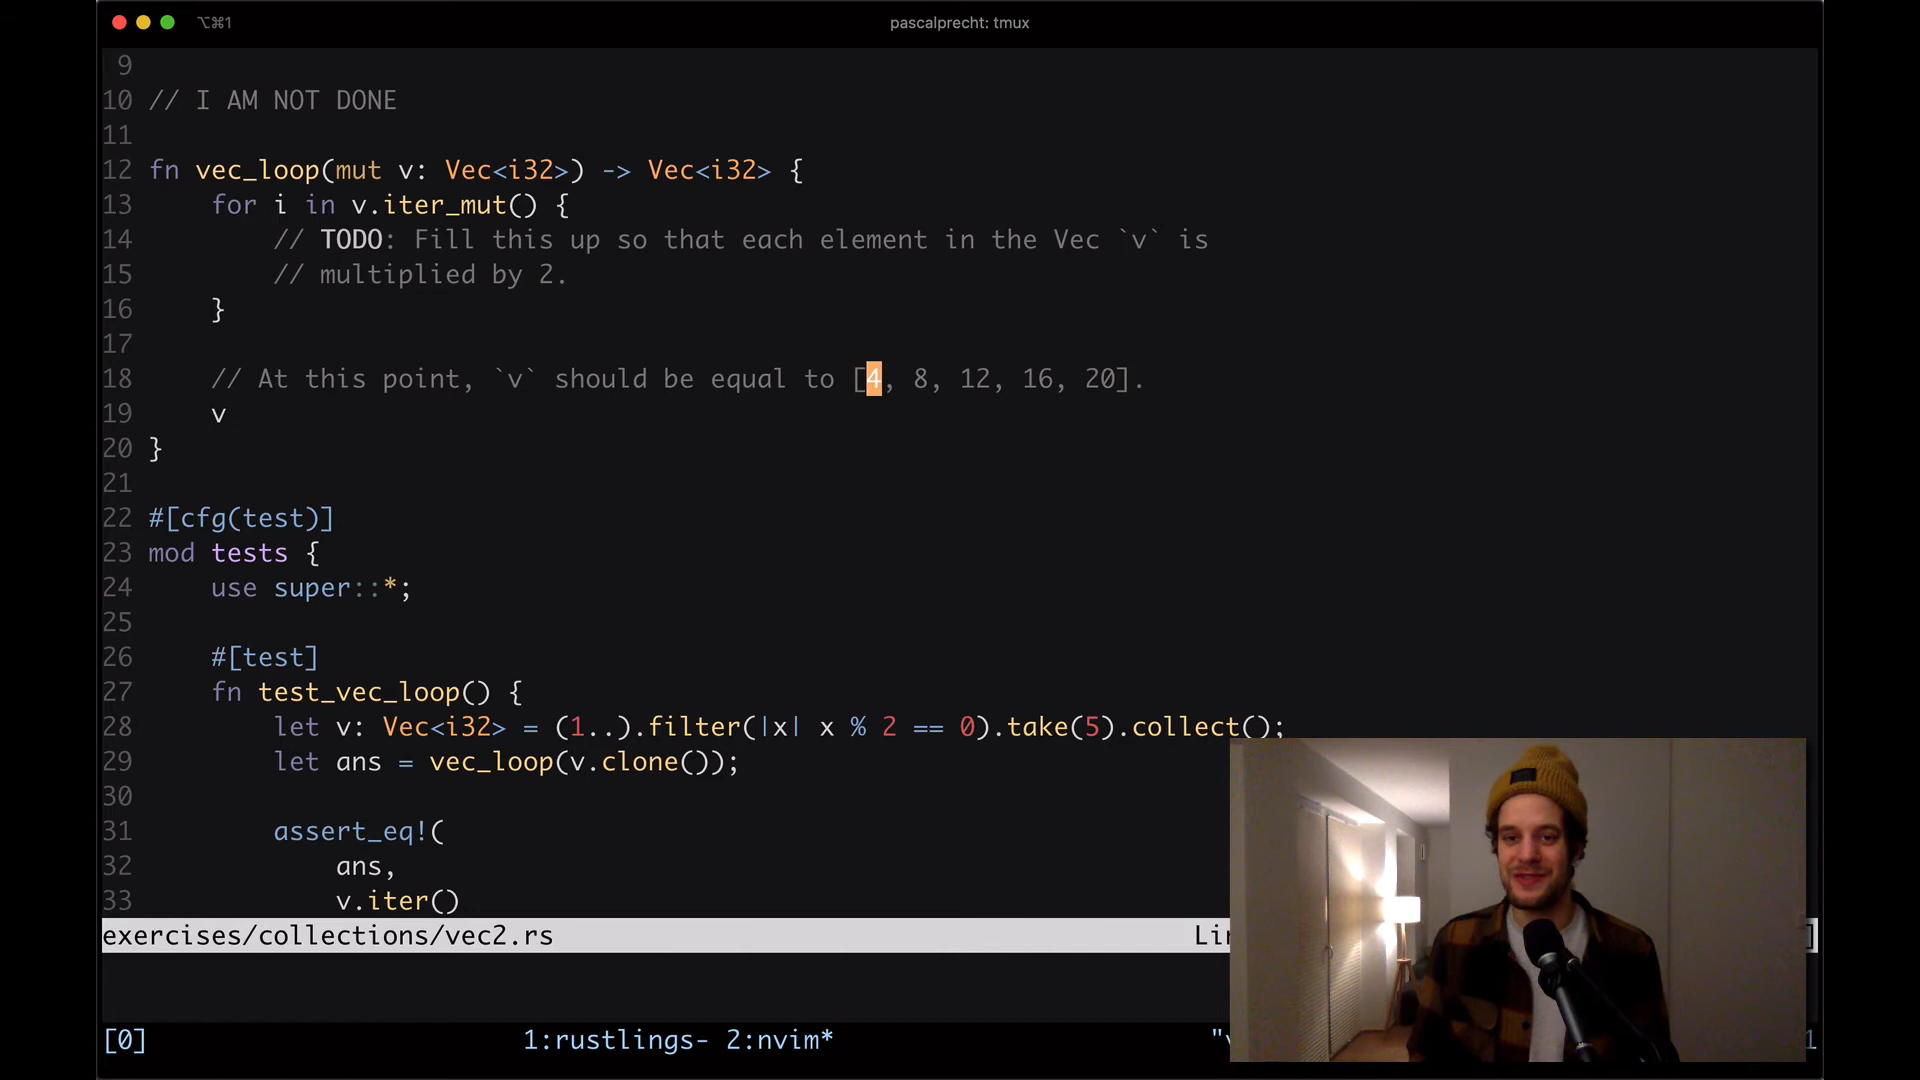 ⌥⌘1
pascalprecht: tmux
9
10 // I AM NOT DONE
11
12 fn vec_loop(mut v: Vec<i32>) -> Vec<i32> {
13     for i in v.iter_mut() {
14         // TODO: Fill this up so that each element in the Vec `v` is
15         // multiplied by 2.
16     }
17
18     // At this point, `v` should be equal to [4, 8, 12, 16, 20].
19     v
20 }
21
22 #[cfg(test)]
23 mod tests {
24     use super::*;
25
26     #[test]
27     fn test_vec_loop() {
28         let v: Vec<i32> = (1..).filter(|x| x % 2 == 0).take(5).collect();
29         let ans = vec_loop(v.clone());
30
31         assert_eq!(
32             ans,
33             v.iter()
exercises/collections/vec2.rs
[0] 1:rustlings- 2:nvim*